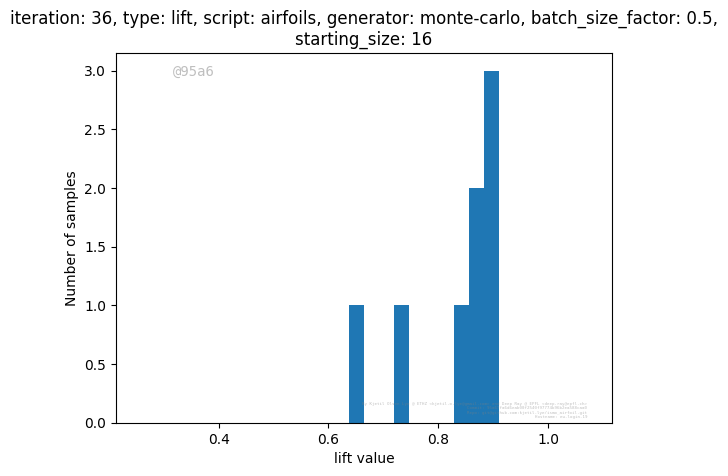 iteration: 36, type: lift, script: airfoils, generator: monte-carlo, batch_size_factor: 0.5,
starting_size: 16
@95a6
3.0
2.5
2.0
1.5
1.0
0.5
0.0
Number of samples
0.4 0.6 0.8 1.0
lift value